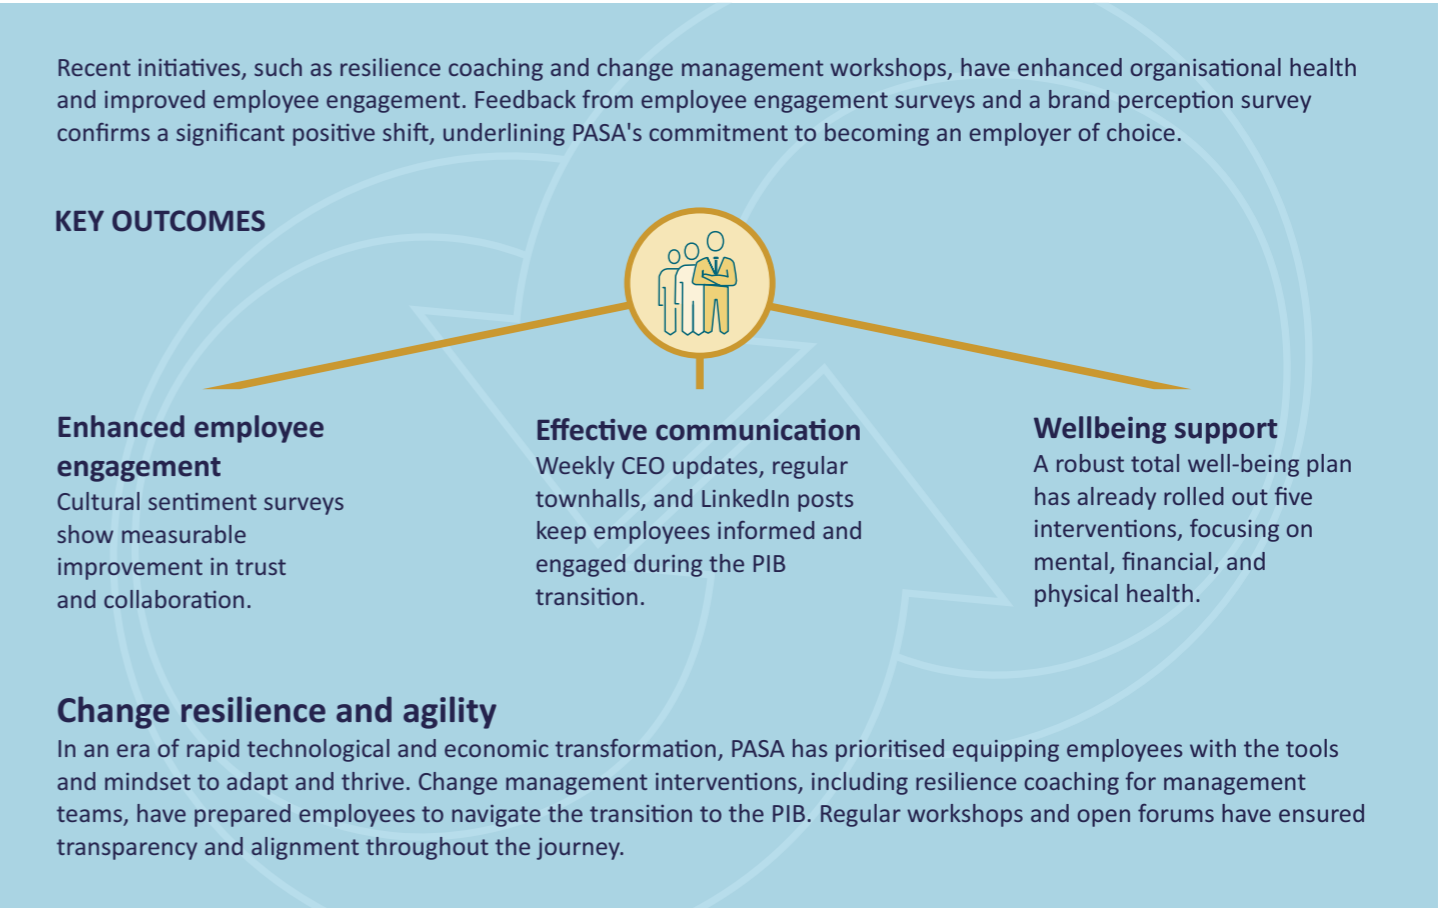 Recent initiatives, such as resilience coaching and change management workshops, have enhanced organisational health
and improved employee engagement. Feedback from employee engagement surveys and a brand perception survey
confirms a significant positive shift, underlining PASA's commitment to becoming an employer of choice.
KEY OUTCOMES
Enhanced employee
engagement
Cultural sentiment surveys
show measurable
improvement in trust
and collaboration.
Effective communication
Weekly CEO updates, regular
townhalls, and LinkedIn posts
keep employees informed and
engaged during the PIB
transition.
Wellbeing support
A robust total well-being plan
has already rolled out five
interventions, focusing on
mental, financial, and
physical health.
Change resilience and agility
In an era of rapid technological and economic transformation, PASA has prioritised equipping employees with the tools
and mindset to adapt and thrive. Change management interventions, including resilience coaching for management
teams, have prepared employees to navigate the transition to the PIB. Regular workshops and open forums have ensured
transparency and alignment throughout the journey.